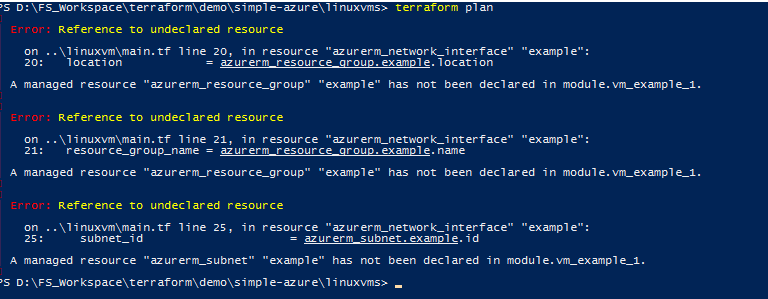 PS D:\FS_Workspace\terraform\demo\simple-azure\linuxvms> terraform plan
Error: Reference to undeclared resource
on ..\linuxvm\main.tf line 20, in resource "azurerm_network_interface" "example":
20: location = azurerm_resource_group.example.location
A managed resource "azurerm_resource_group" "example" has not been declared in module.vm_example_1.
Error: Reference to undeclared resource
on ..\linuxvm\main.tf line 21, in resource "azurerm_network_interface" "example":
21: resource_group_name = azurerm_resource_group.example.name
A managed resource "azurerm_resource_group" "example" has not been declared in module.vm_example_1.
Error: Reference to undeclared resource
on ..\linuxvm\main.tf line 25, in resource "azurerm_network_interface" "example":
25: subnet_id = azurerm_subnet.example.id
A managed resource "azurerm_subnet" "example" has not been declared in module.vm_example_1.
PS D:\FS_Workspace\terraform\demo\simple-azure\linuxvms>